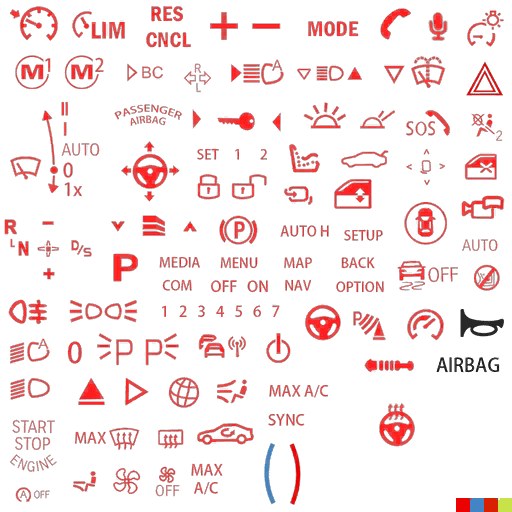 LIM
RES
CNCL
+ −
MODE
M1
M2
BC
R
L
A
II
I
AUTO
0
1x
PASSENGER
AIRBAG
SOS
2
SET 1 2
R
L N
D/S
−
+
P
P
AUTO H
SETUP
AUTO
MEDIA
MENU
MAP
BACK
COM
OFF ON
NAV
OPTION
OFF
1 2 3 4 5 6 7
P
A
0
P
P
AIRBAG
MAX A/C
SYNC
START
STOP
ENGINE
MAX
A OFF
OFF
MAX
A/C